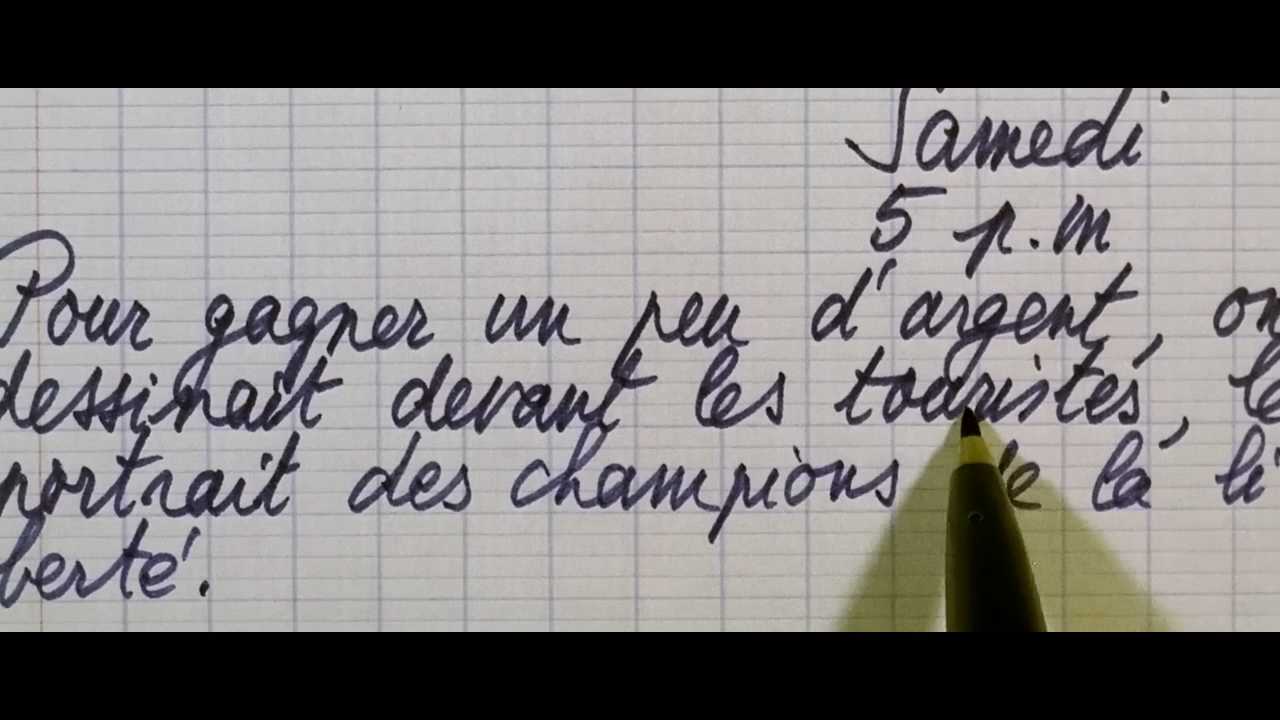 Samedi
5 p.m
Pour gagner un peu d'argent, on
dessinait devant les touristes, le
portrait des champions de la li
berté.